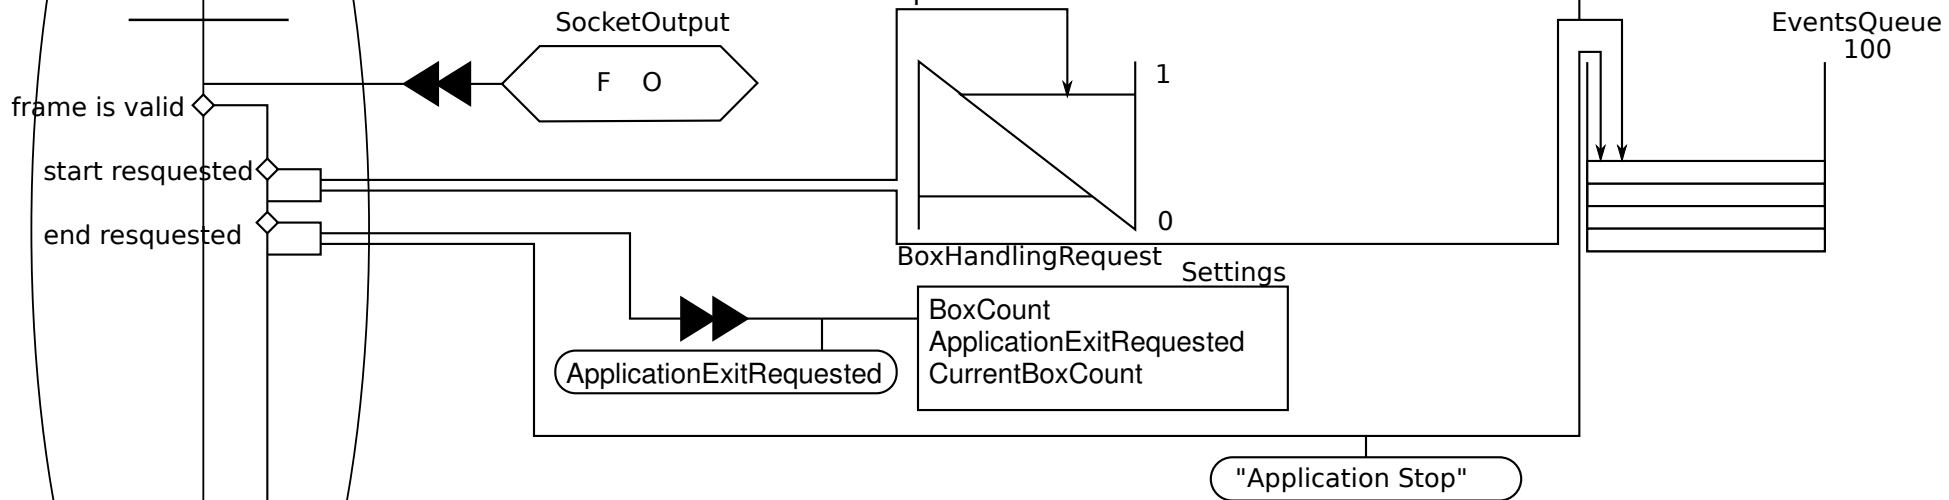 SocketOutput
EventsQueue
100
F O
1
frame is valid
start resquested
end resquested
0
BoxHandlingRequest
Settings
BoxCount
ApplicationExitRequested
CurrentBoxCount
ApplicationExitRequested
"Application Stop"